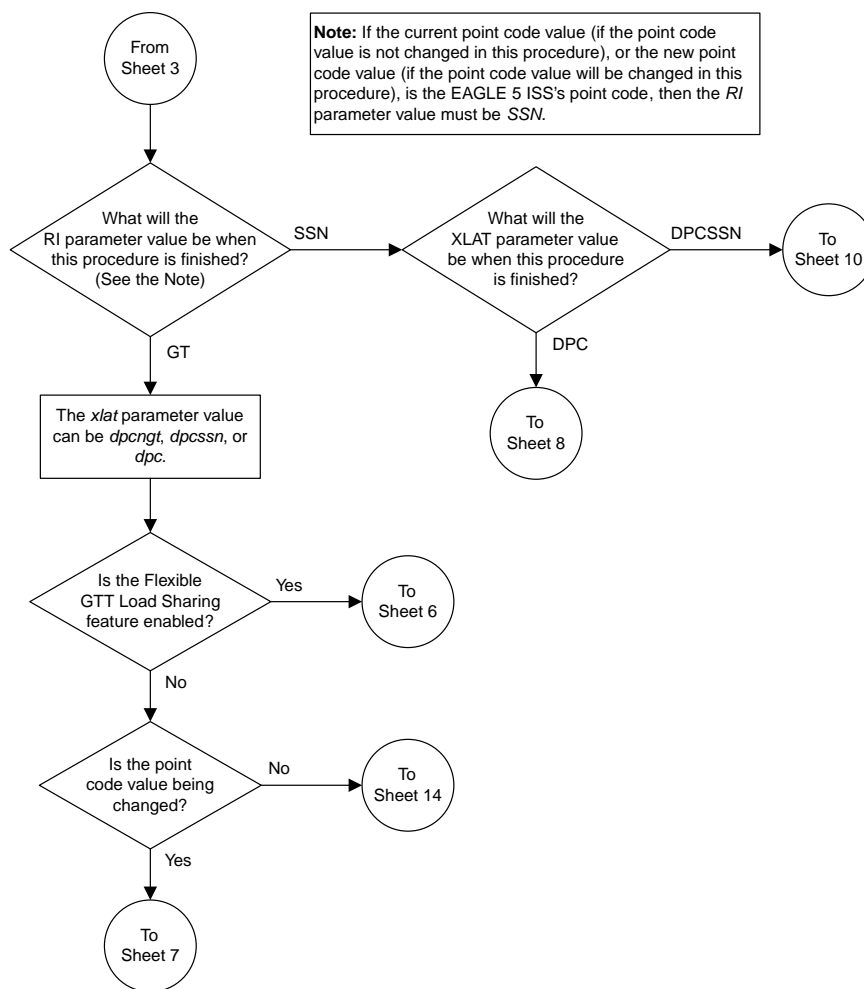 From
Sheet 3
Note: If the current point code value (if the point code
value is not changed in this procedure), or the new point
code value (if the point code value will be changed in this
procedure), is the EAGLE 5 ISS's point code, then the RI
parameter value must be SSN.
What will the
RI parameter value be when
this procedure is finished?
(See the Note)
SSN
What will the
XLAT parameter value
be when this procedure
is finished?
DPCSSN
To
Sheet 10
GT
DPC
The xlat parameter value
can be dpcngt, dpcssn, or
dpc.
To
Sheet 8
Is the Flexible
GTT Load Sharing
feature enabled?
Yes
To
Sheet 6
No
Is the point
code value being
changed?
No
To
Sheet 14
Yes
To
Sheet 7